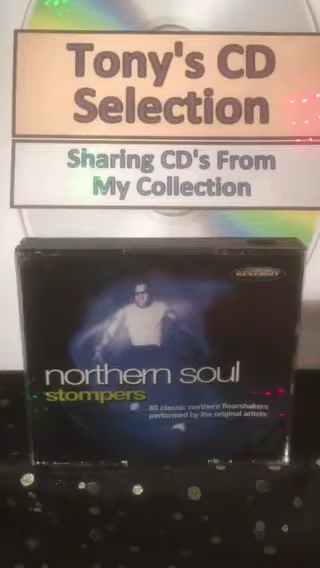 Tony's CD
Selection
Sharing CD's From
My Collection
northern soul
stompers
80 classic northern floorshakers
performed by the original artists